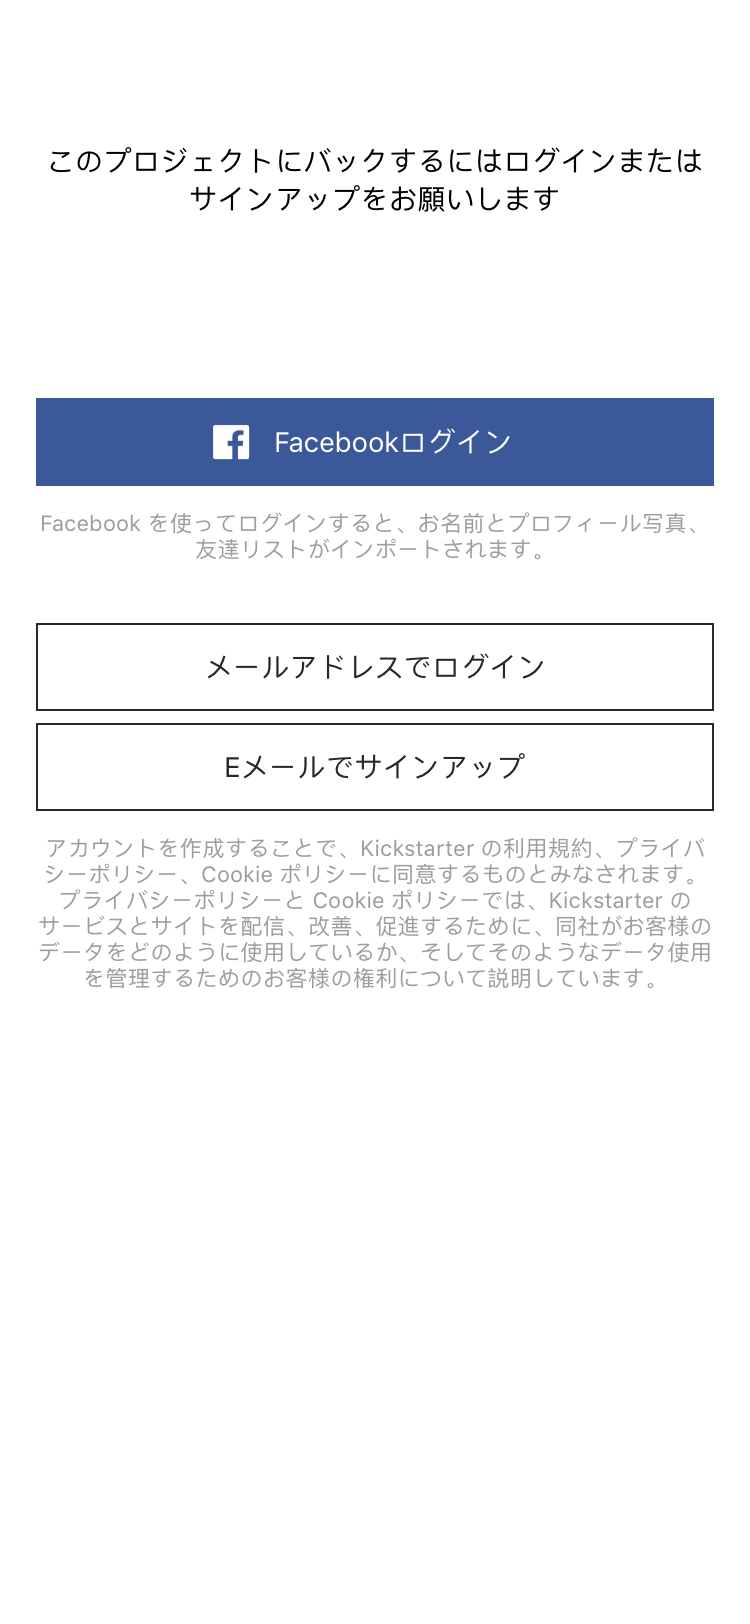 このプロジェクトにバックするにはログインまたは
サインアップをお願いします
Facebookログイン
Facebook を使ってログインすると、お名前とプロフィール写真、
友達リストがインポートされます。
メールアドレスでログイン
Eメールでサインアップ
アカウントを作成することで、Kickstarter の利用規約、プライバ
シーポリシー、Cookie ポリシーに同意するものとみなされます。
プライバシーポリシーと Cookie ポリシーでは、Kickstarter の
サービスとサイトを配信、改善、促進するために、同社がお客様の
データをどのように使用しているか、そしてそのようなデータ使用
を管理するためのお客様の権利について説明しています。